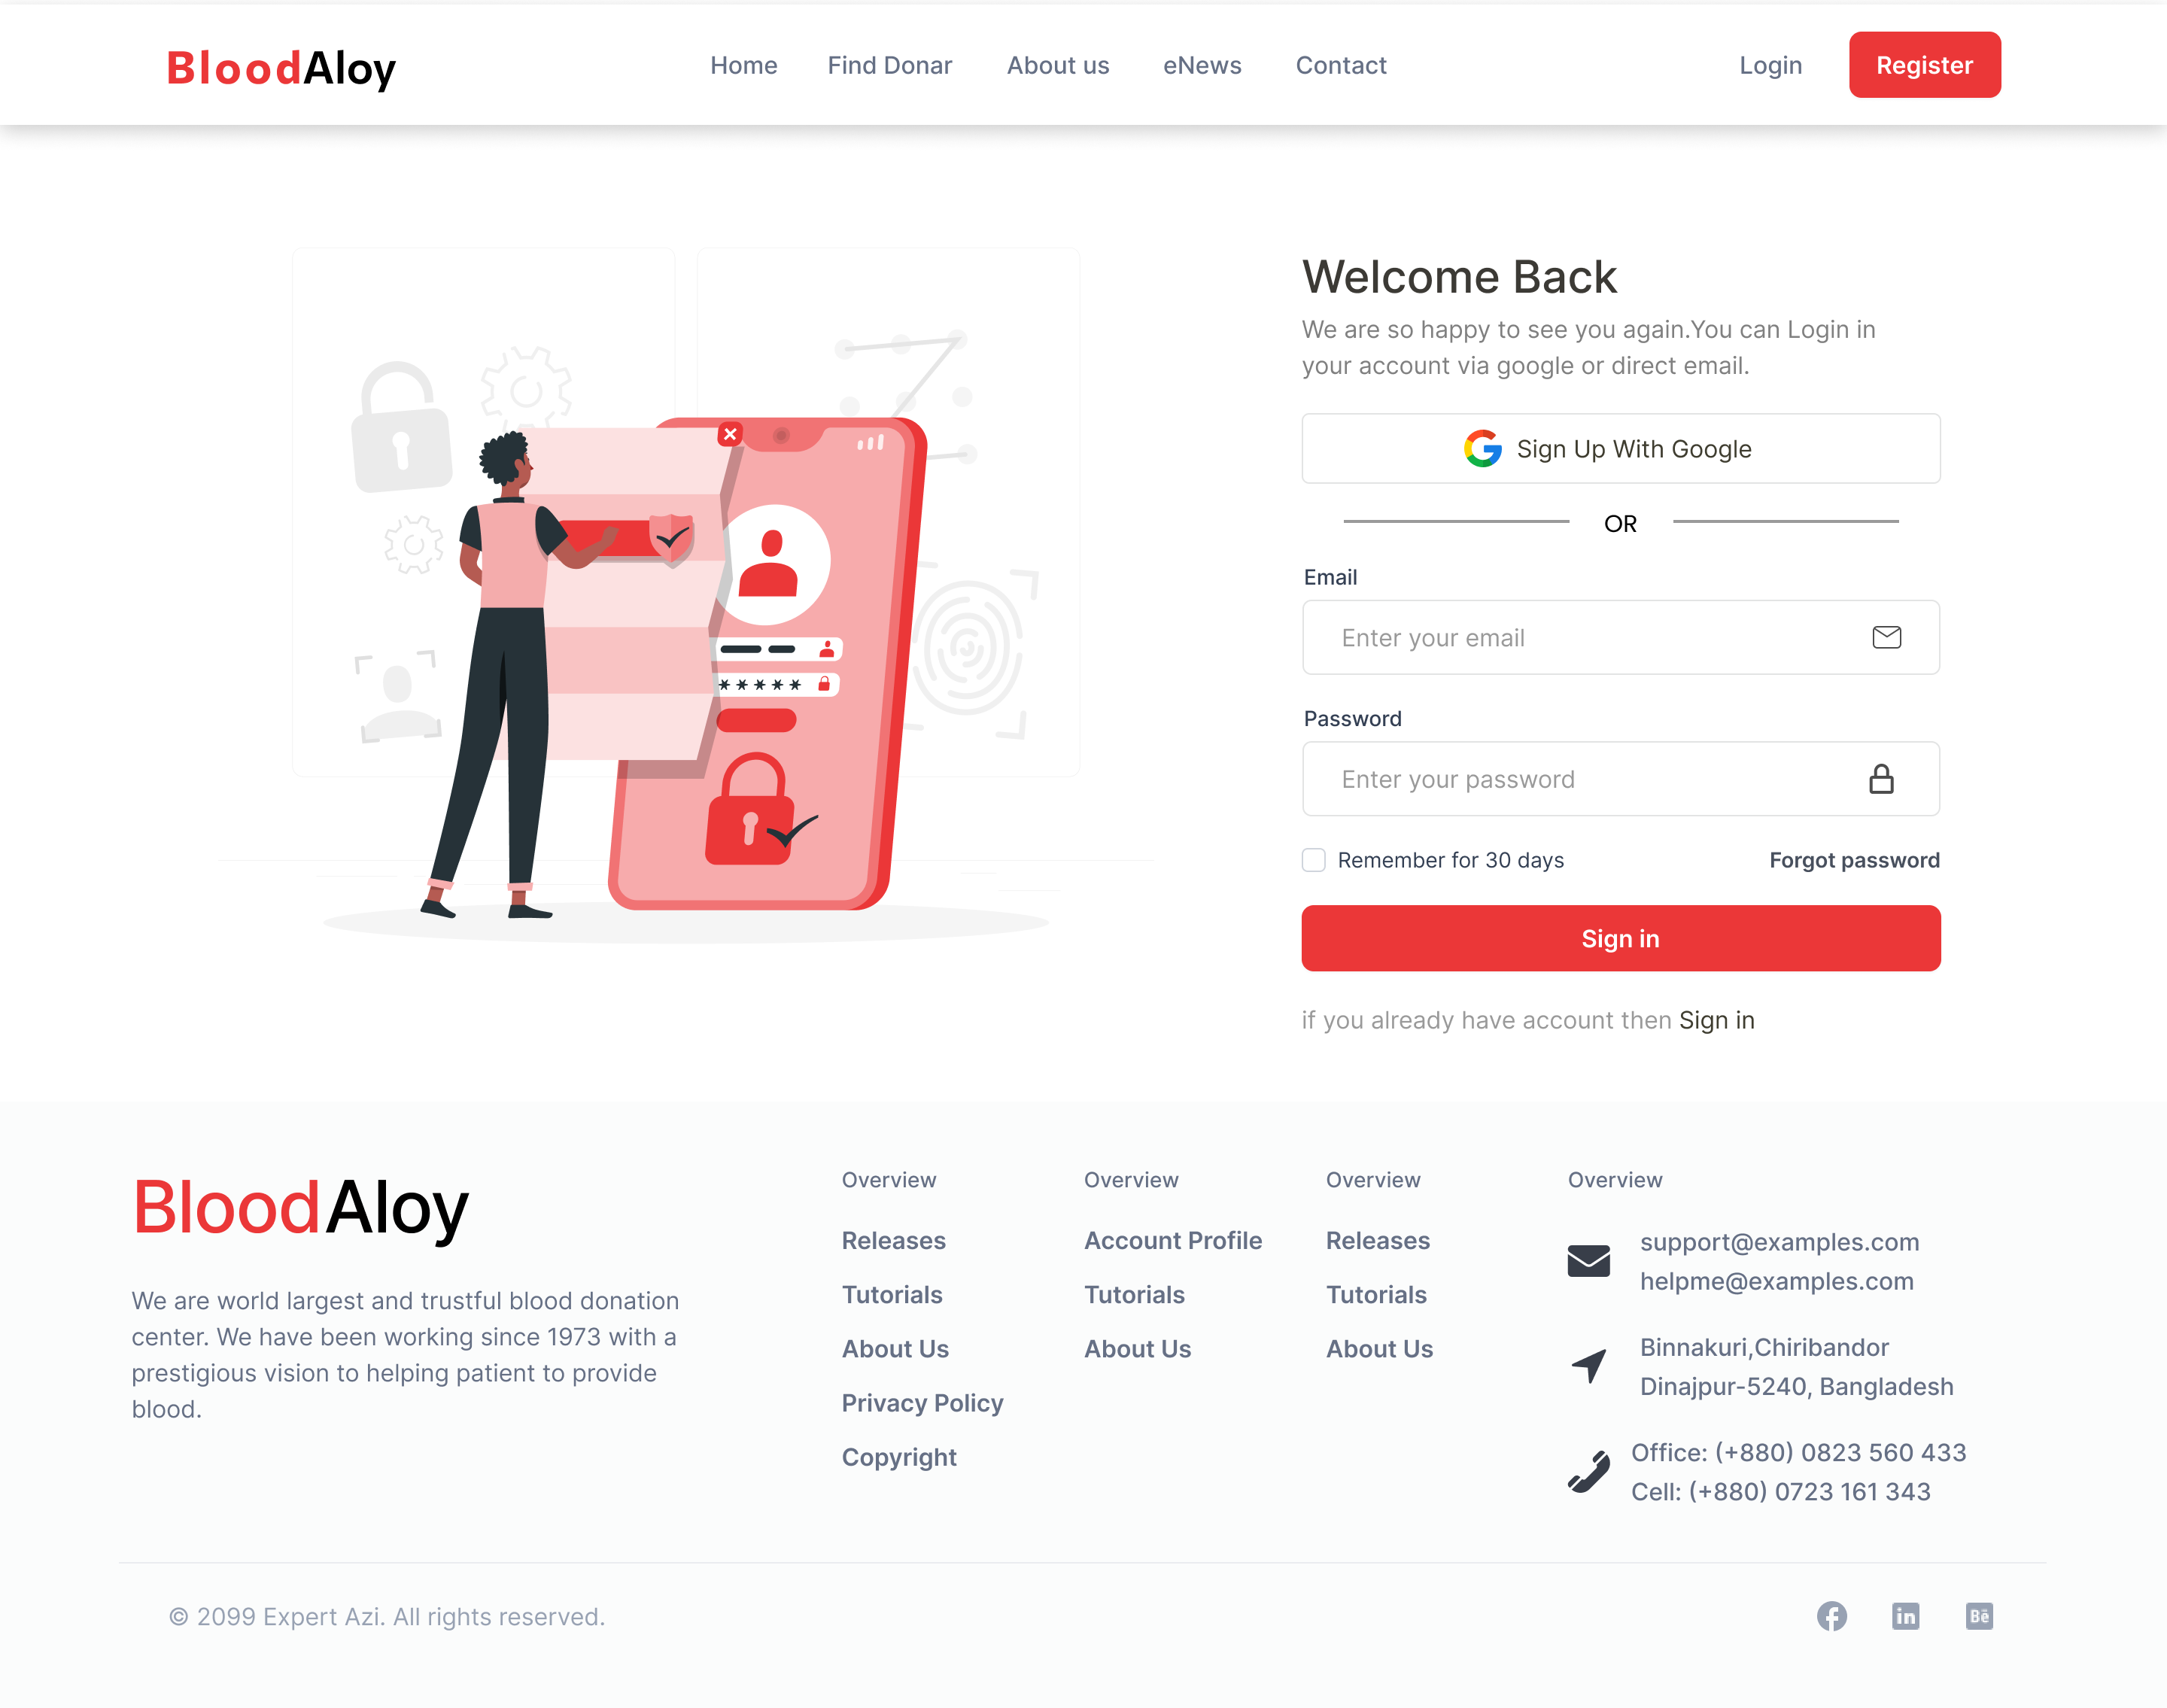 BloodAloy
Home Find Donar About us eNews Contact
Login Register
Welcome Back
We are so happy to see you again.You can Login in
your account via google or direct email.
Sign Up With Google
OR
Email
Enter your email
Password
*****
Enter your password
Remember for 30 days Forgot password
Sign in
if you already have account then Sign in
BloodAloy
We are world largest and trustful blood donation
center. We have been working since 1973 with a
prestigious vision to helping patient to provide
blood.
Overview
Releases
Tutorials
About Us
Privacy Policy
Copyright
Overview
Account Profile
Tutorials
About Us
Overview
Releases
Tutorials
About Us
Overview
support@examples.com
helpme@examples.com
Binnakuri,Chiribandor
Dinajpur-5240, Bangladesh
Office: (+880) 0823 560 433
Cell: (+880) 0723 161 343
© 2099 Expert Azi. All rights reserved.
in
Bē